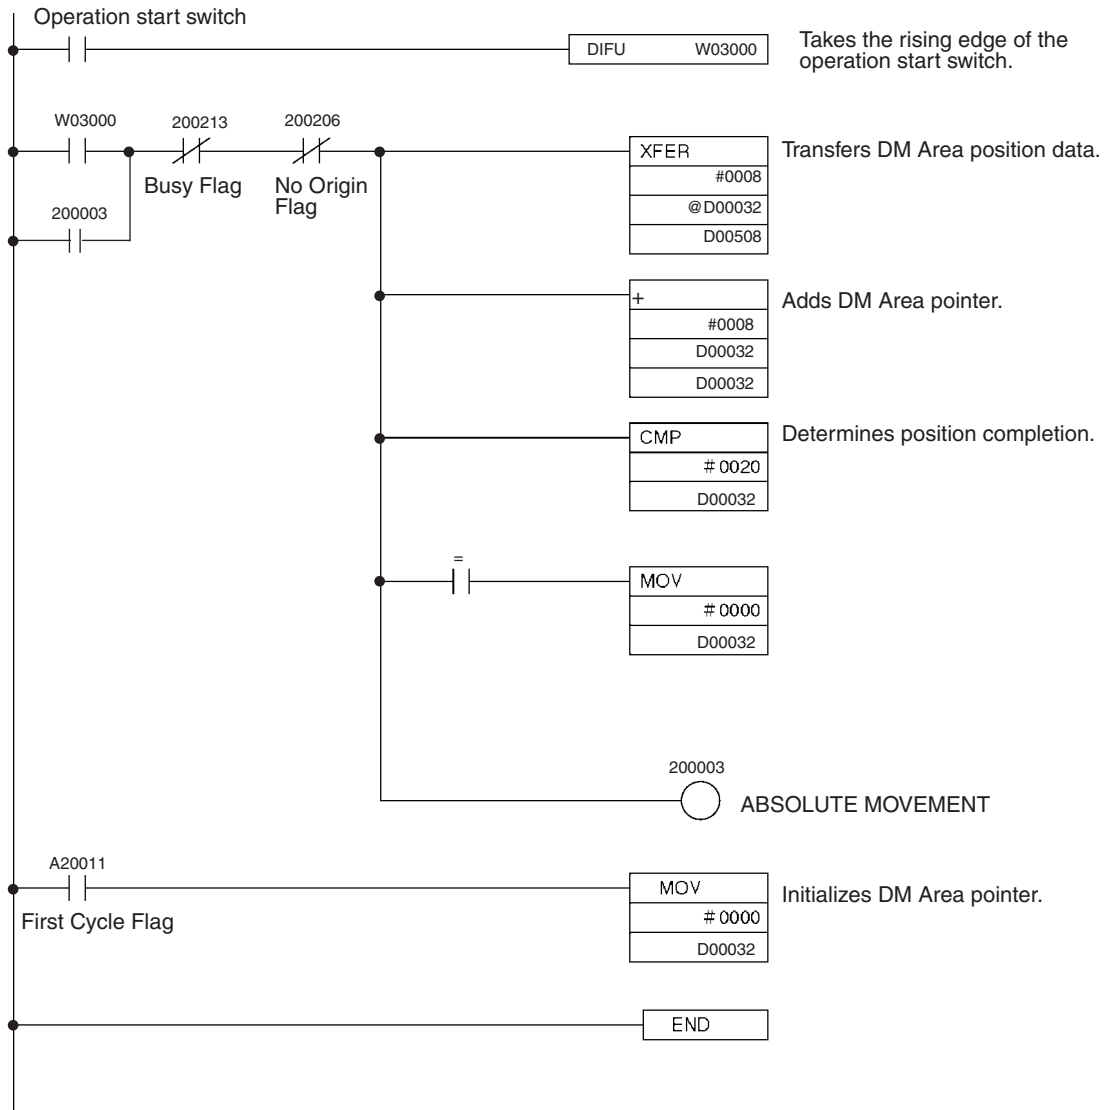 Operation start switch
DIFU W03000
Takes the rising edge of the
operation start switch.
W03000
200213
200206
Busy Flag
No Origin
Flag
200003
XFER
#0008
@D00032
D00508
Transfers DM Area position data.
+
#0008
D00032
D00032
Adds DM Area pointer.
CMP
#0020
D00032
Determines position completion.
=
MOV
#0000
D00032
200003
ABSOLUTE MOVEMENT
A20011
First Cycle Flag
MOV
#0000
D00032
Initializes DM Area pointer.
END